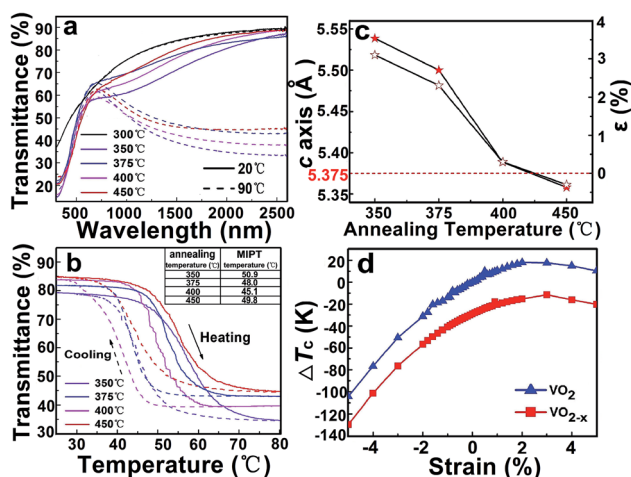 a
Transmittance (%)
90
80
70
60
50
40
30
20
300℃
350℃
375℃
400℃
450℃
20℃
90℃
500 1000 1500 2000 2500
Wavelength (nm)
c
c axis (Å)
5.55
5.50
5.45
5.40
5.375
5.35
4
3
2
1
0
-1
ε (%)
350 375 400 450
Annealing Temperature (℃)
b
Transmittance (%)
90
80
70
60
50
40
30
annealing MIPT
temperature (℃) temperature (℃)
350 50.9
375 48.0
400 45.1
450 49.8
Heating
Cooling
350℃
375℃
400℃
450℃
30 40 50 60 70 80
Temperature (℃)
d
△Tc (K)
20
0
-20
-40
-60
-80
-100
-120
-140
VO2
VO2-x
-4 -2 0 2 4
Strain (%)